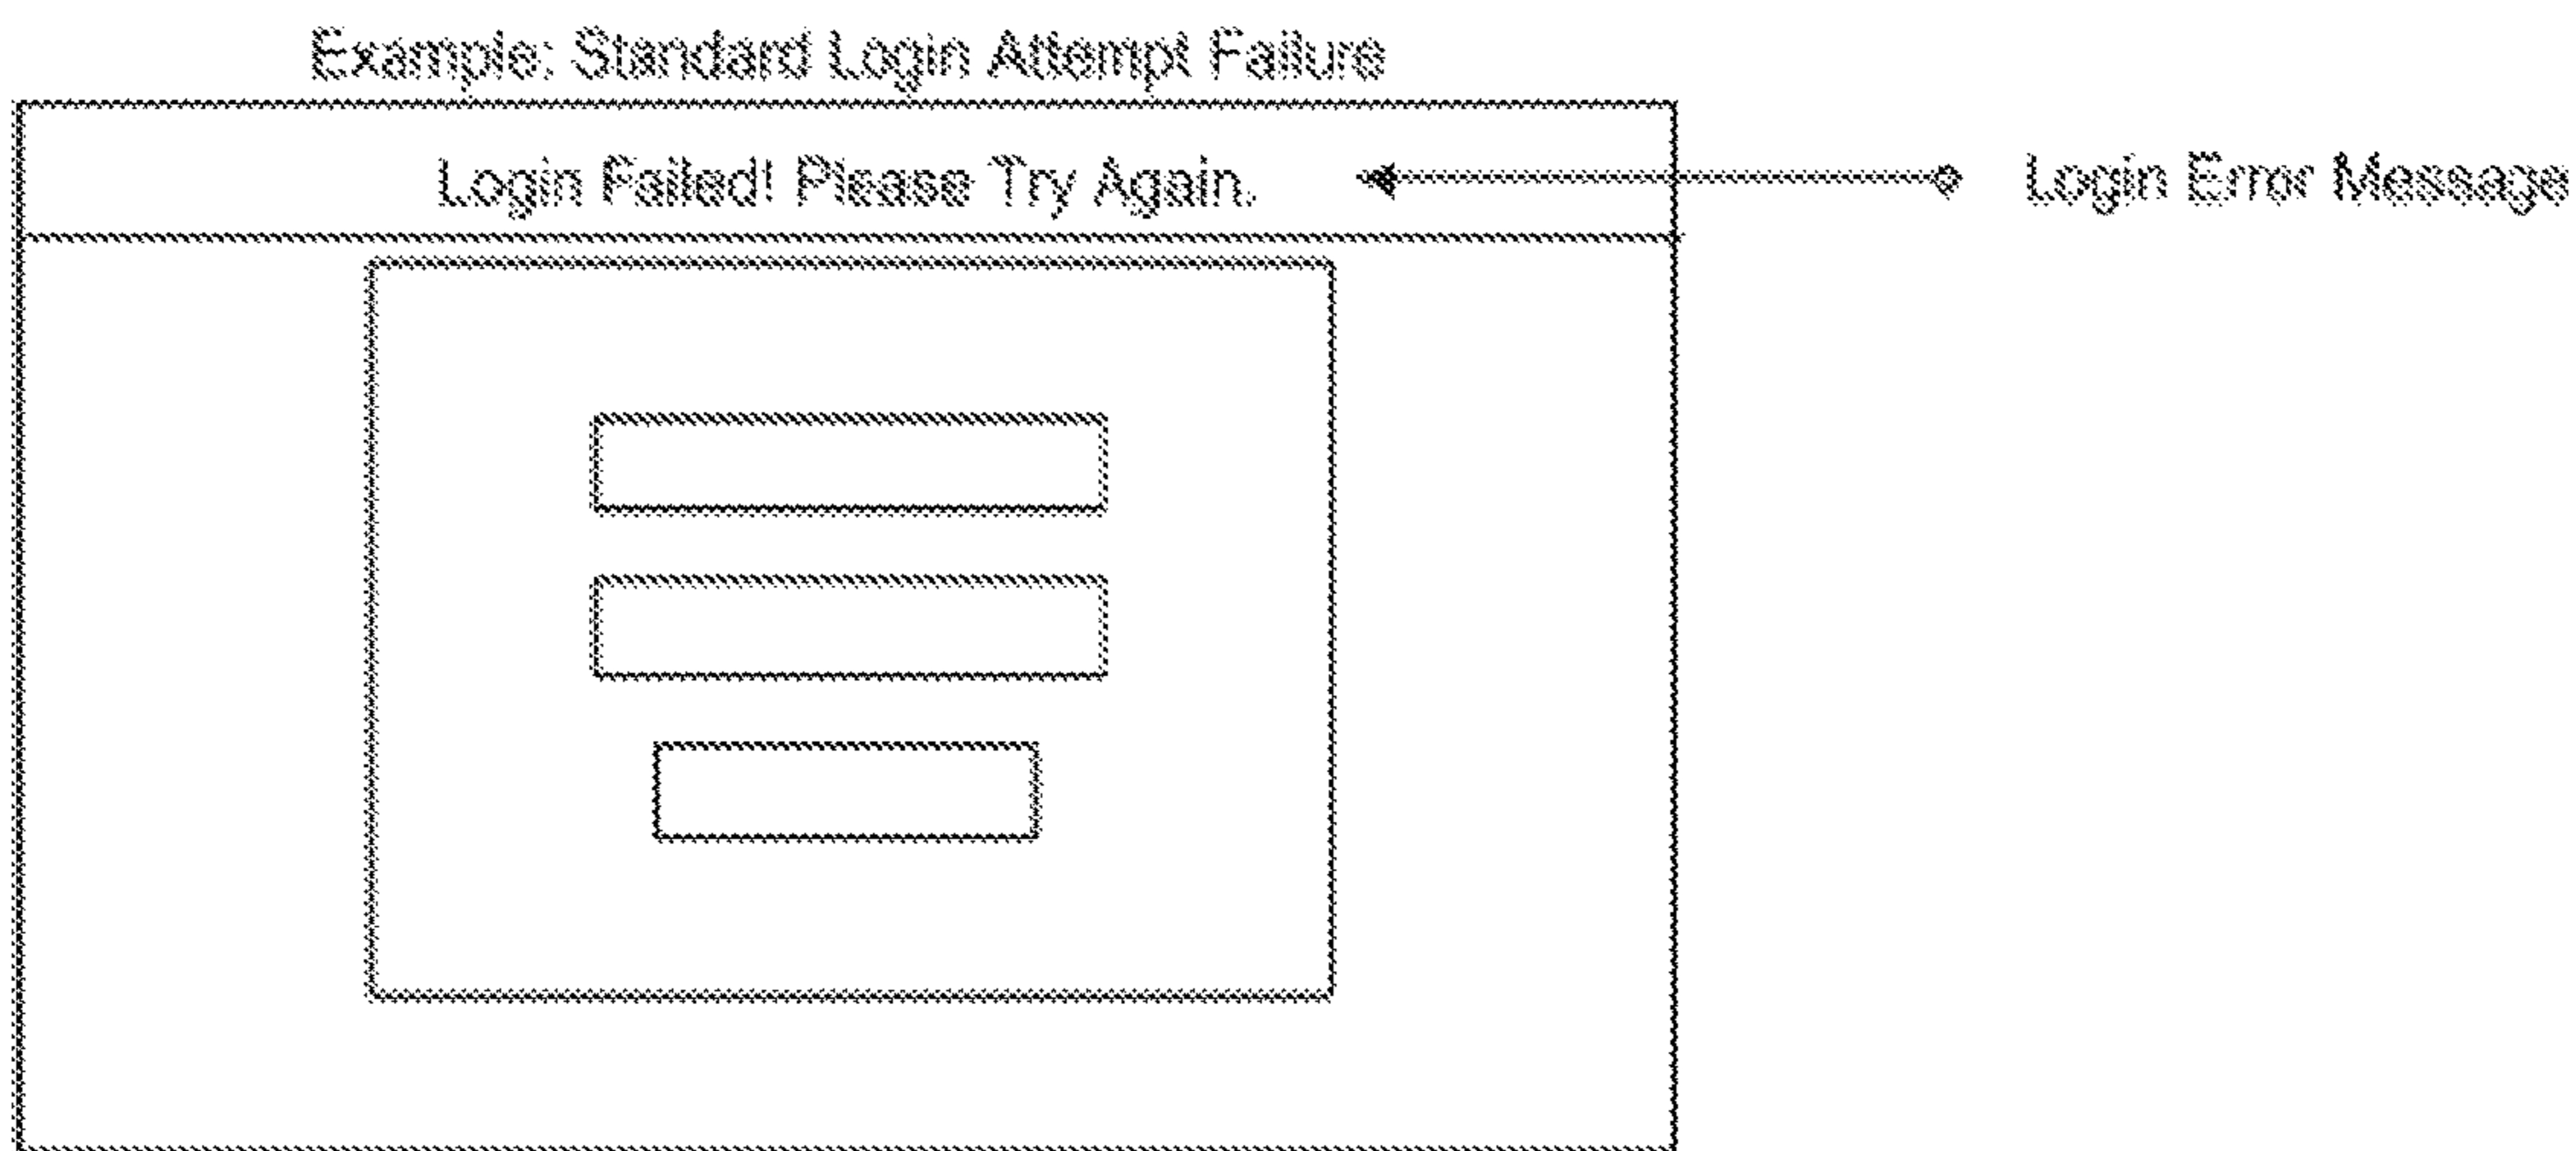 Example: Standard Login Attempt Failure
Login Failed! Please Try Again.
Login Error Message